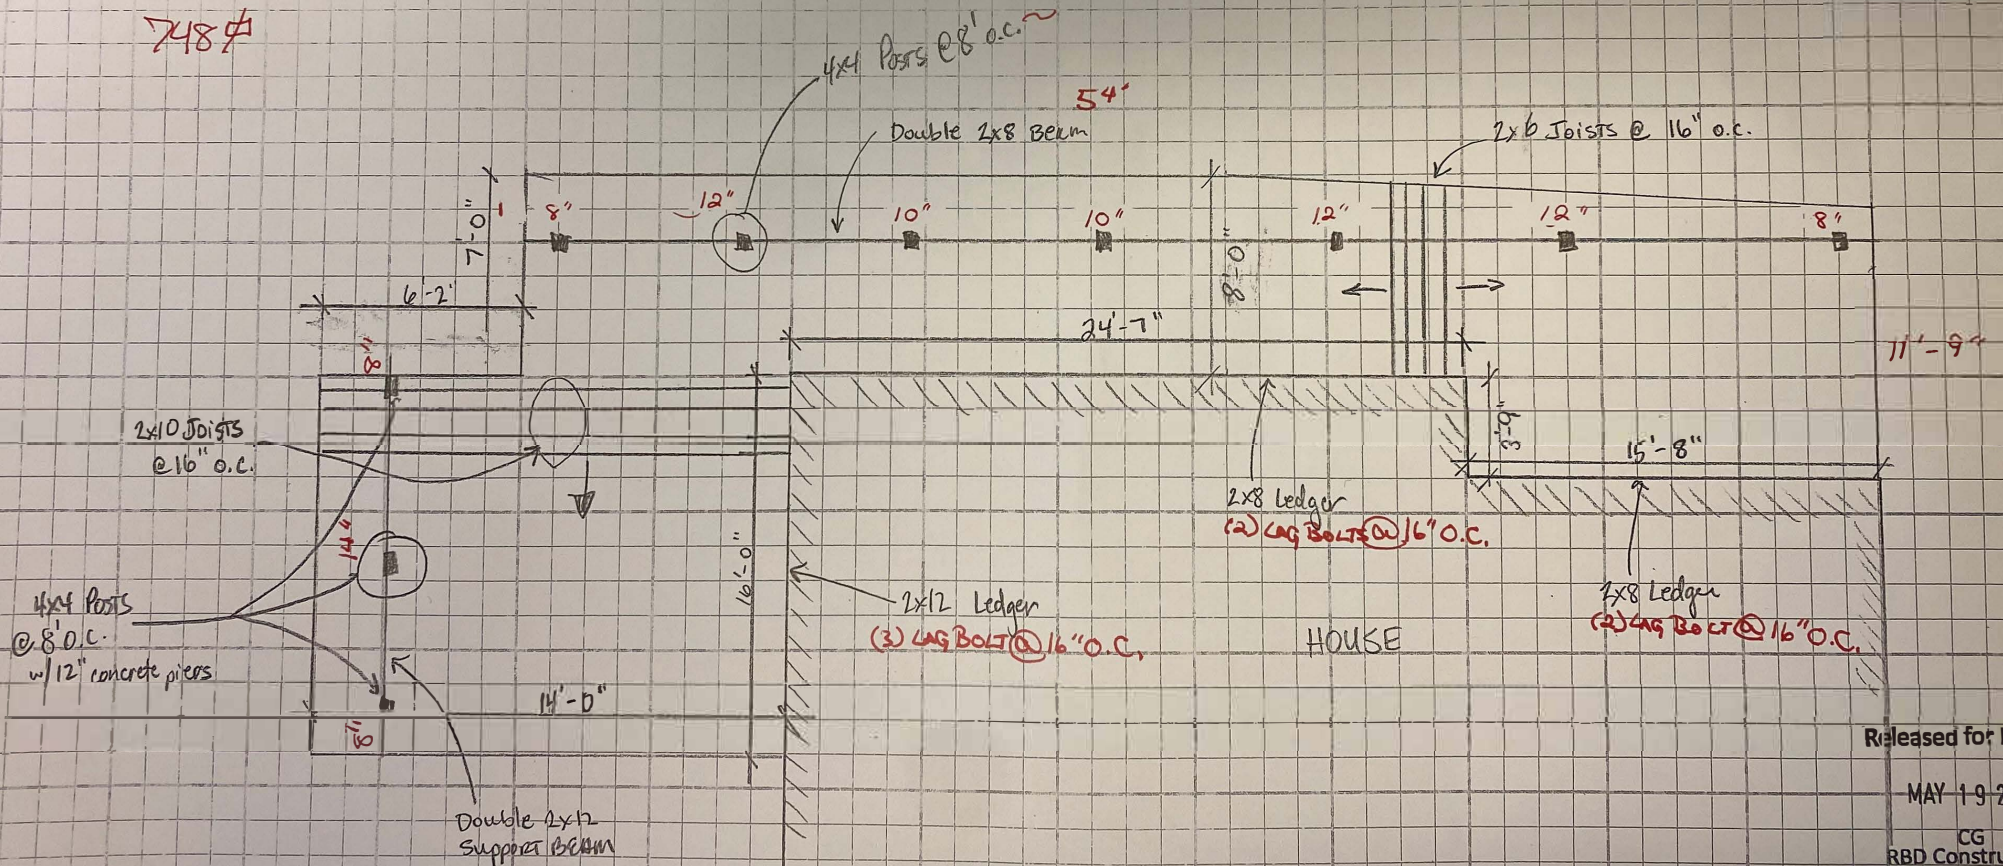 748#
4x4 Posts @ 8' o.c.
54'
Double 2x8 Beam
2x6 Joists @ 16" o.c.
7'-0"
8"
12"
10"
10"
12"
12"
8"
8'-0"
6'-2"
24'-7"
11'-9"
8"
2x10 Joists
@ 16" O.C.
3'-9"
15'-8"
2x8 Ledger
(2) LAG BOLTS @ 16" O.C.
14"
16'-0"
2x12 Ledger
(3) LAG BOLT @ 16" O.C.
HOUSE
2x8 Ledger
(2) LAG BOLT @ 16" O.C.
4x4 Posts
@ 8' O.C.
w/ 12" concrete piers
14'-0"
8"
Double 2x12
Support BEAM
Released for
MAY 19 2
CG
RBD Constru